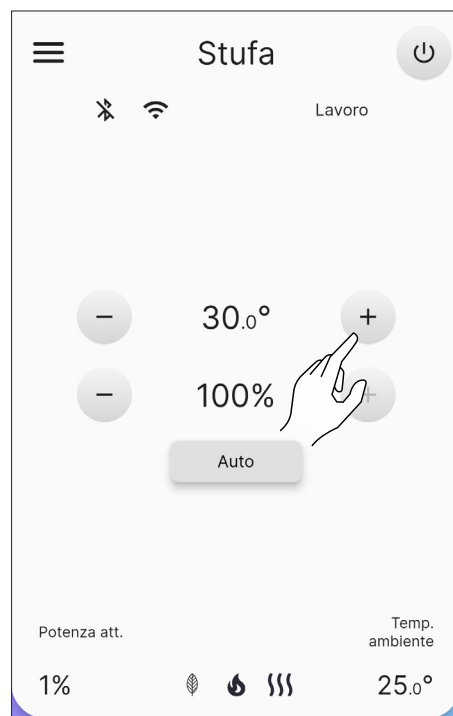 Stufa
Lavoro
− 30.0° +
− 100% +
Auto
Potenza att.
Temp.
ambiente
1% 25.0°